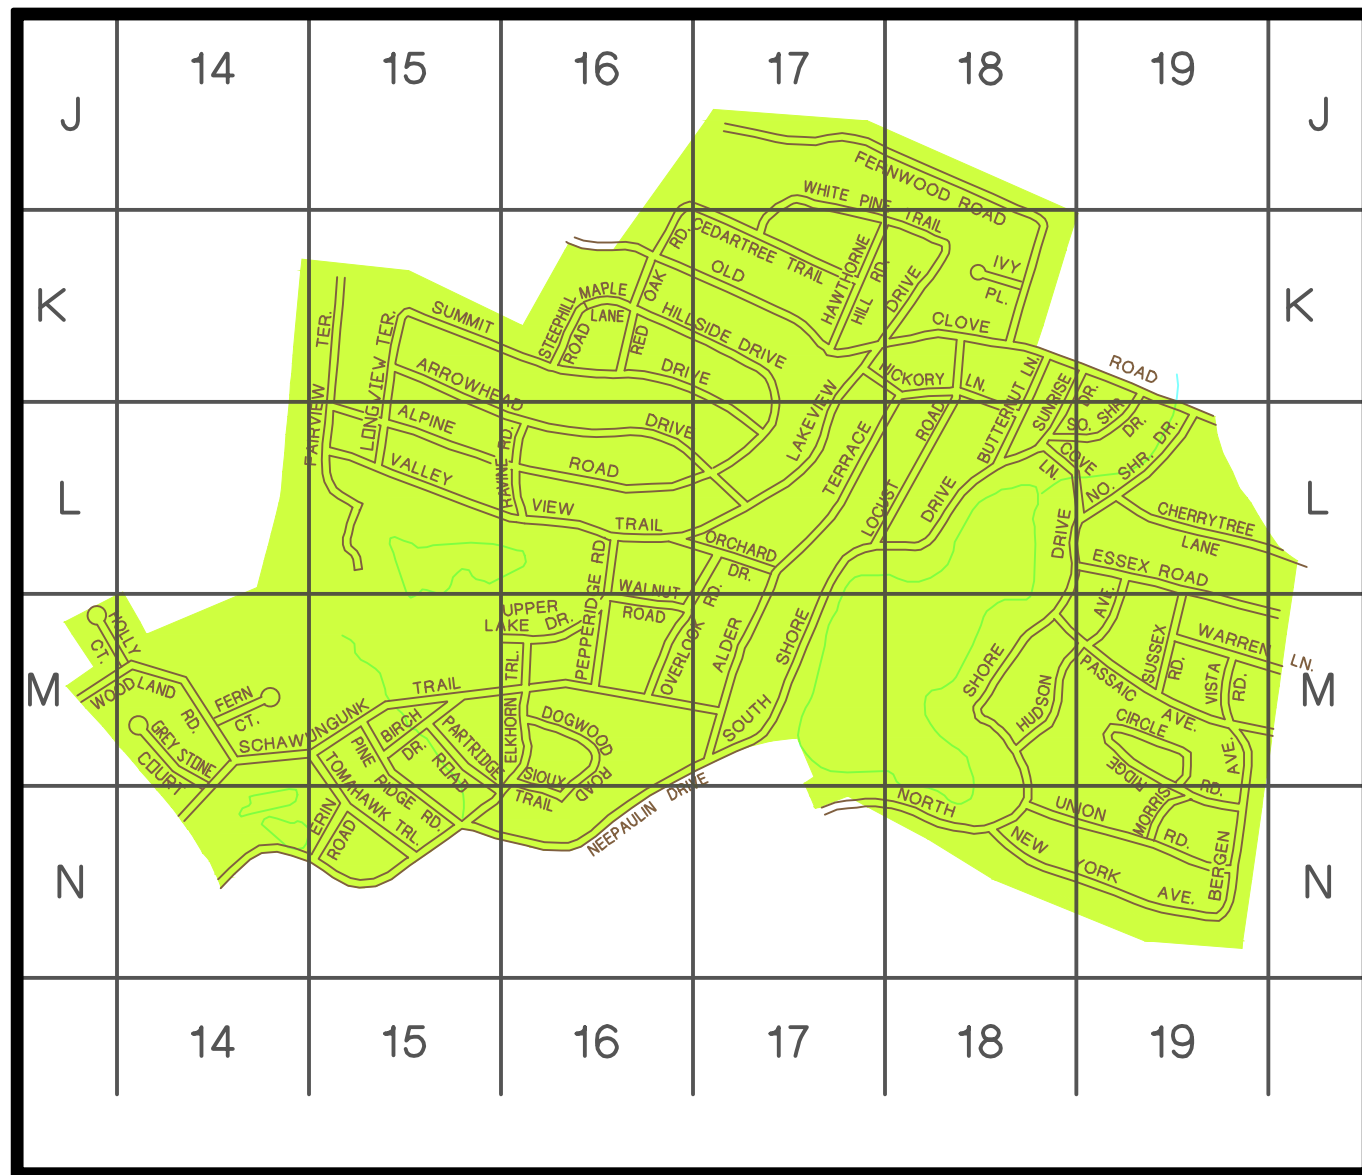 14 15 16 17 18 19
J J
FERNWOOD ROAD
WHITE PINE TRAIL
CEDARTREE TRAIL
HAWTHORNE
HILL RD.
DRIVE
IVY
PL.
OLD
RED OAK RD.
K K
MAPLE
LANE
STEEPHILL
ROAD
HILLSIDE DRIVE
DRIVE
SUMMIT
CLOVE
ROAD
FAIRVIEW TER.
LONGVIEW TER.
ARROWHEAD
DRIVE
HICKORY LN.
BUTTERNUT LN.
SUNRISE DR.
SO. SHR. DR.
NO. SHR. DR.
COVE
LN.
ALPINE
ROAD
RAVINE RD.
VALLEY
VIEW
TRAIL
LAKEVIEW
TERRACE
LOCUST ROAD
DRIVE
DRIVE
L L
CHERRYTREE
LANE
ORCHARD
DR.
ESSEX ROAD
PEPPERIDGE RD
WALNUT
ROAD
OVERLOOK RD.
UPPER
LAKE DR.
ALDER
SHORE
SOUTH
SHORE
AVE.
HUDSON
SUSSEX
RD.
WARREN
LN.
VISTA
RD.
PASSAIC
AVE.
HOLLY
CT.
WOODLAND
RD.
FERN
CT.
GREYSTONE
COURT
M M
SCHAWUNGUNK
TRAIL
ELKHORN TRL.
BIRCH
DR.
PARTRIDGE
ROAD
PINE RIDGE RD.
TOMAHAWK TRL.
ERIN
ROAD
DOGWOOD
ROAD
SIOUX
TRAIL
NEEPAULIN DRIVE
CIRCLE
RIDGE
RD.
MORRIS
BERGEN AVE.
NORTH
UNION
RD.
NEW
YORK
AVE.
N N
14 15 16 17 18 19